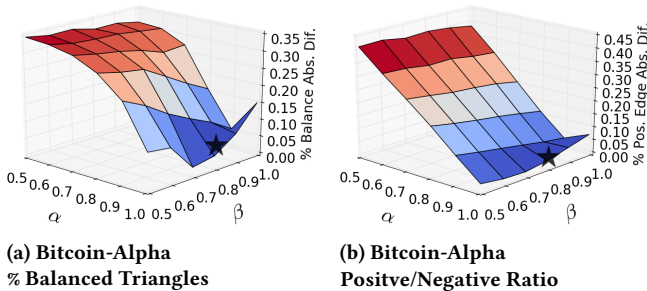 0.35
0.30
0.25
0.20
0.15
0.10
0.05
0.00
% Balance Abs. Dif.
0.5 0.6 0.7 0.8 0.9 1.0
α
0.5 0.6 0.7 0.8 0.9 1.0
β
0.45
0.40
0.35
0.30
0.25
0.20
0.15
0.10
0.05
0.00
% Pos. Edge Abs. Dif.
0.5 0.6 0.7 0.8 0.9 1.0
α
0.5 0.6 0.7 0.8 0.9 1.0
β
(a) Bitcoin-Alpha
% Balanced Triangles
(b) Bitcoin-Alpha
Positve/Negative Ratio